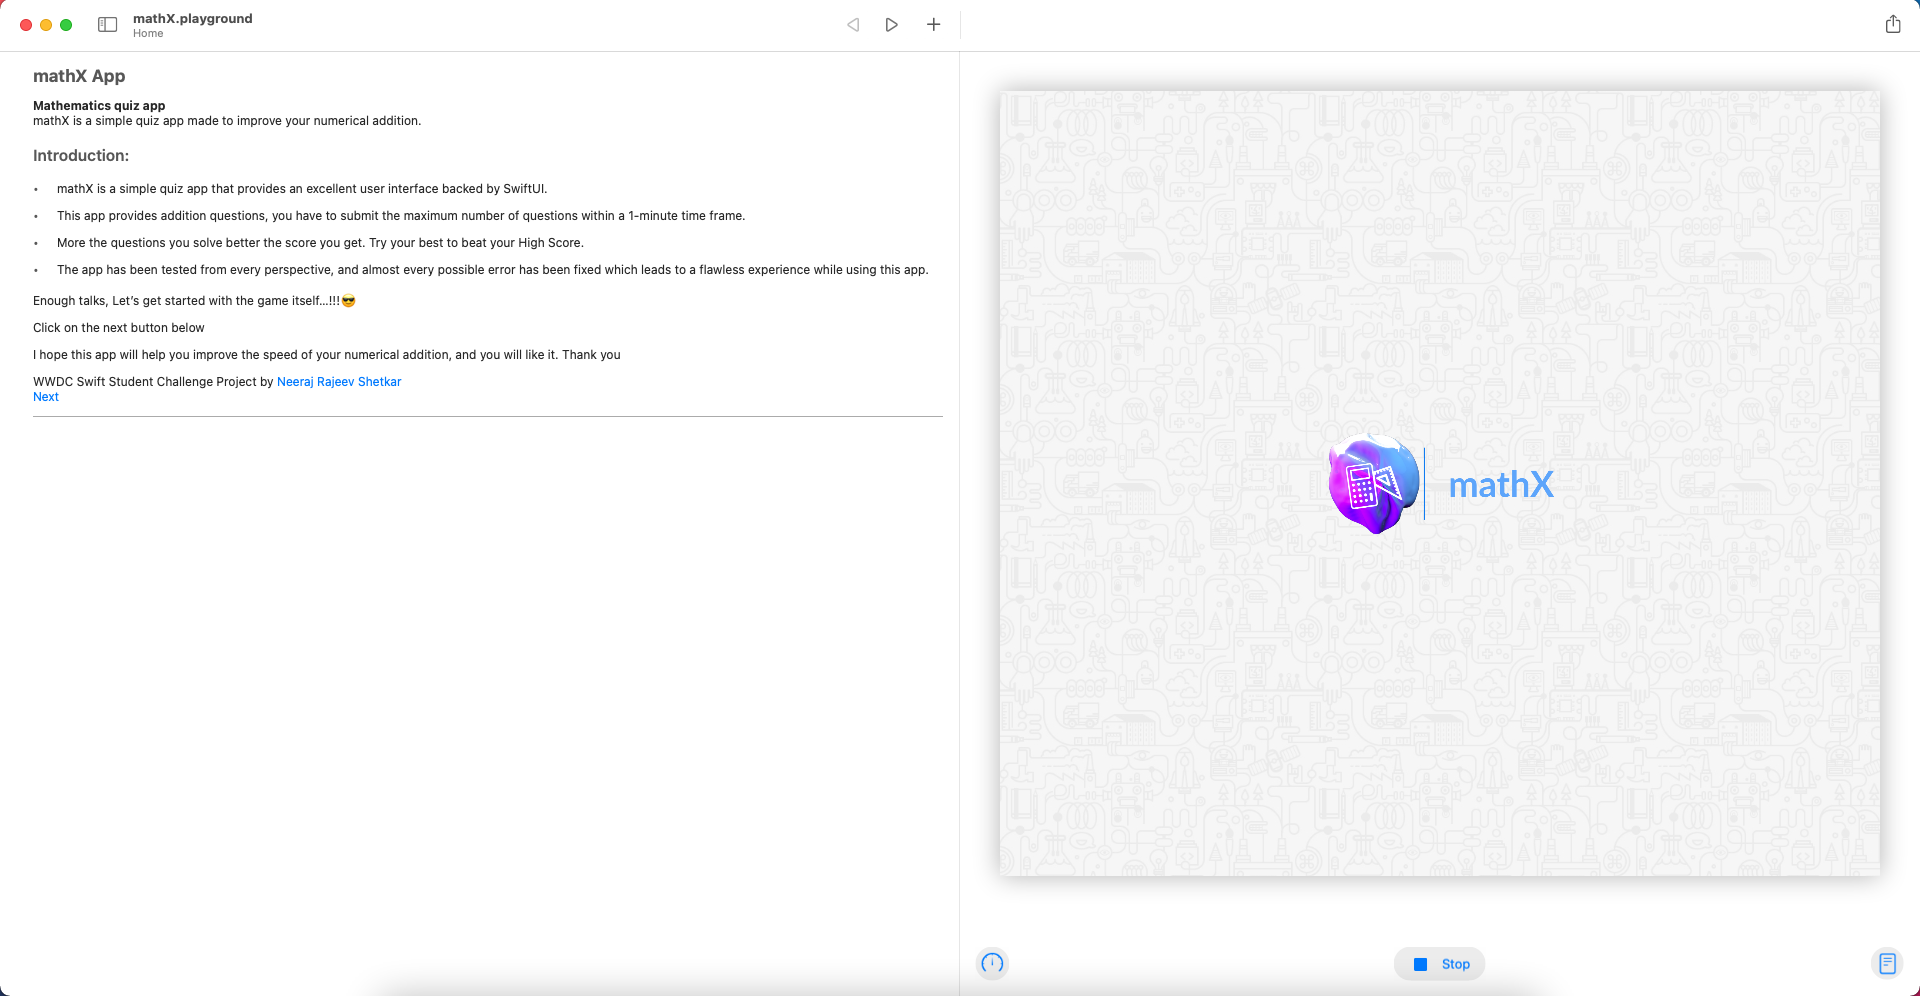 mathX.playground
Home
mathX App
Mathematics quiz app
mathX is a simple quiz app made to improve your numerical addition.
Introduction:
• mathX is a simple quiz app that provides an excellent user interface backed by SwiftUI.
• This app provides addition questions, you have to submit the maximum number of questions within a 1-minute time frame.
• More the questions you solve better the score you get. Try your best to beat your High Score.
• The app has been tested from every perspective, and almost every possible error has been fixed which leads to a flawless experience while using this app.
Enough talks, Let’s get started with the game itself...!!!😎
Click on the next button below
I hope this app will help you improve the speed of your numerical addition, and you will like it. Thank you
WWDC Swift Student Challenge Project by Neeraj Rajeev Shetkar
Next
mathX
Stop